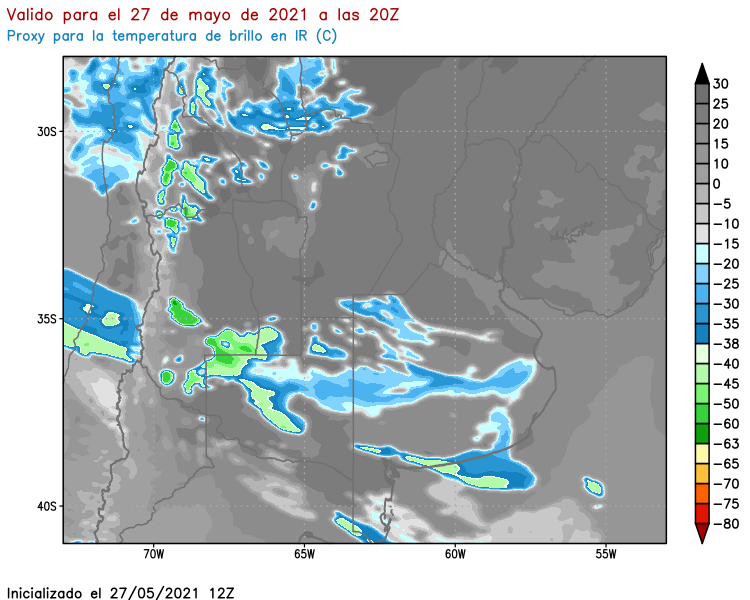 Valido para el 27 de mayo de 2021 a las 20Z
Proxy para la temperatura de brillo en IR (C)
30S
35S
40S
70W
65W
60W
55W
30
25
20
15
10
0
−5
−10
−15
−20
−25
−30
−35
−38
−40
−45
−50
−60
−63
−65
−70
−75
−80
Inicializado el 27/05/2021 12Z